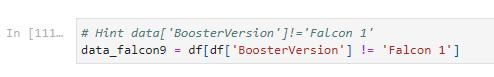 In [111…
# Hint data['BoosterVersion']!='Falcon 1'
data_falcon9 = df[df['BoosterVersion'] != 'Falcon 1']